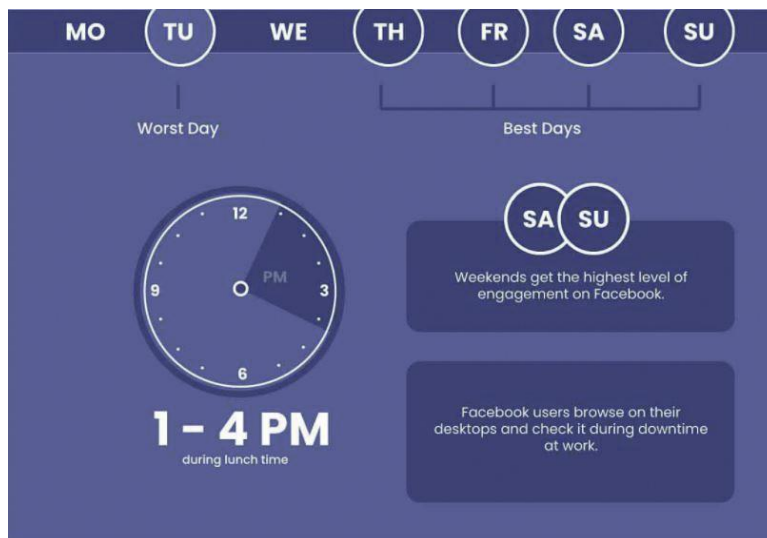 MO TU WE TH FR SA SU
Worst Day
Best Days
12
PM
9
3
6
1 – 4 PM
during lunch time
SA SU
Weekends get the highest level of
engagement on Facebook.
Facebook users browse on their
desktops and check it during downtime
at work.